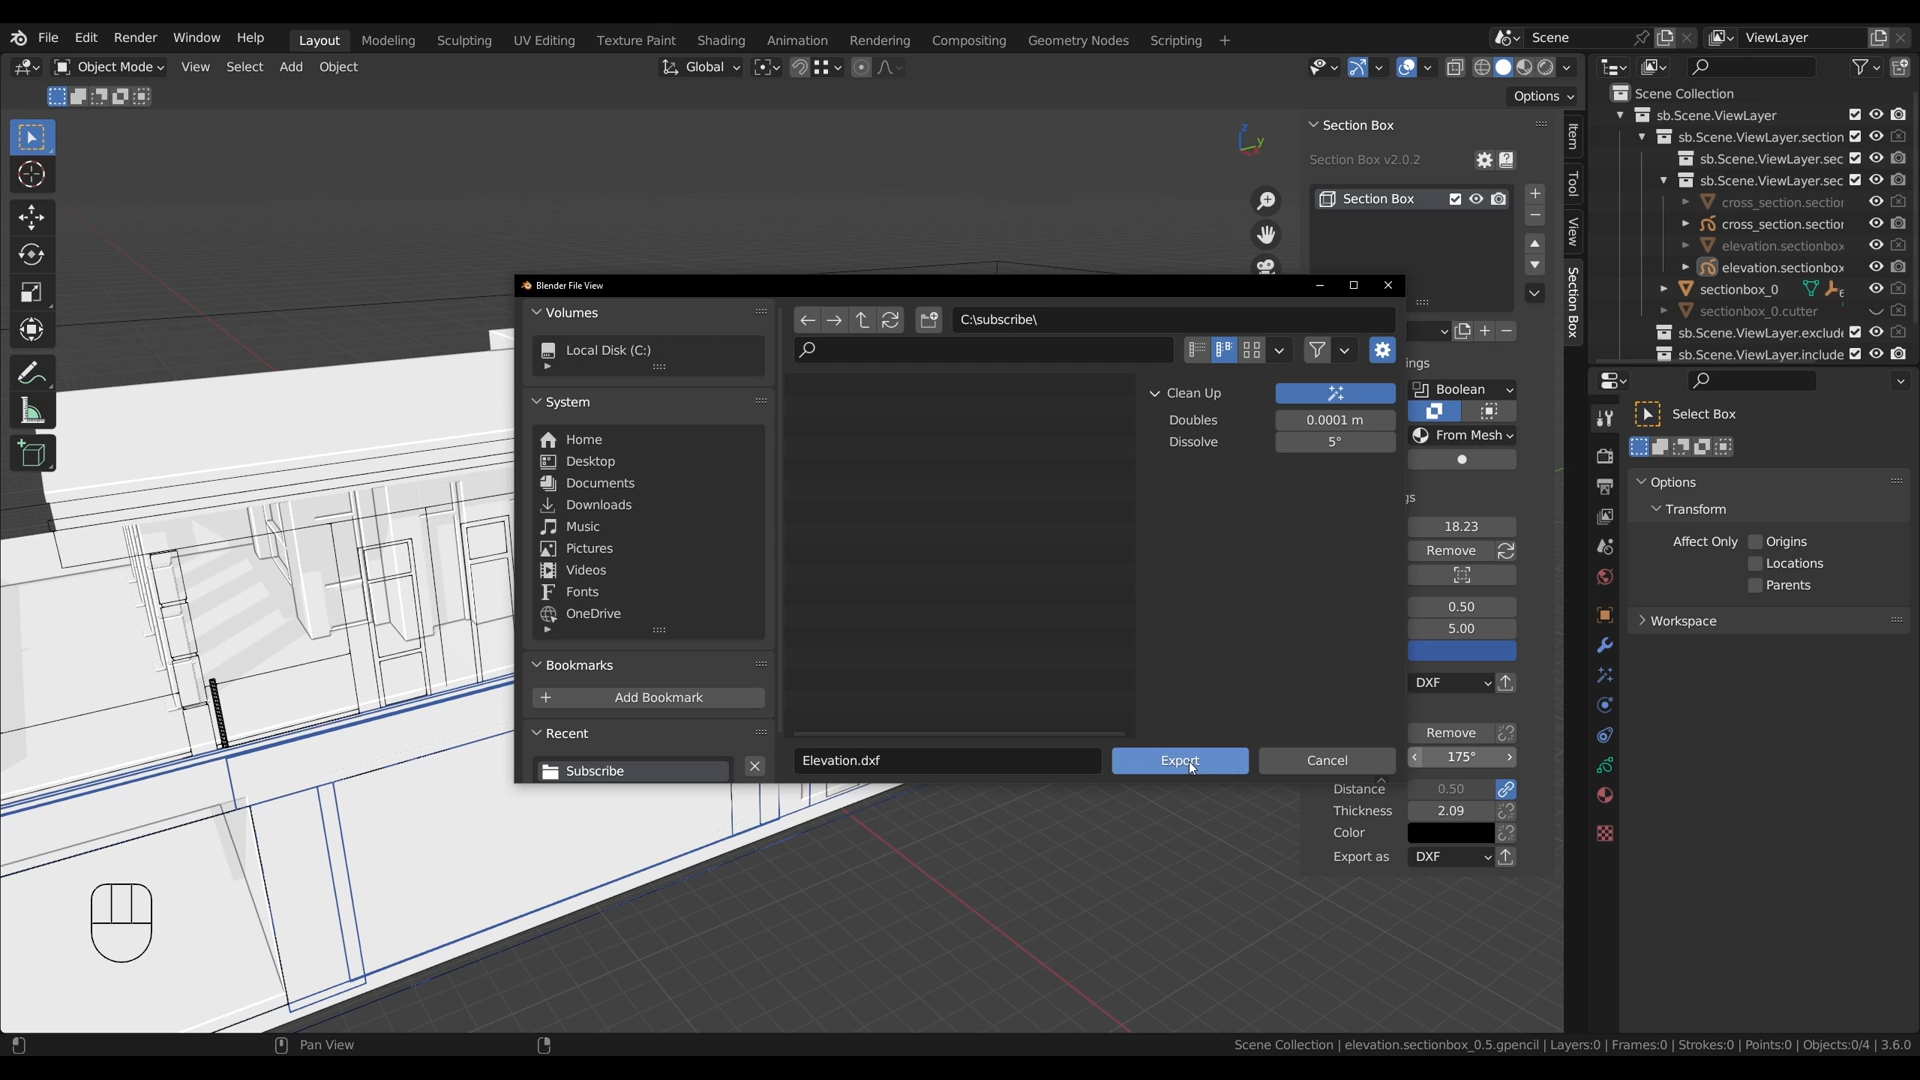 File Edit Render Window Help Layout Modeling Sculpting UV Editing Texture Paint Shading Animation Rendering Compositing Geometry Nodes Scripting + Scene ViewLayer
Object Mode View Select Add Object Global
Options
Section Box
Section Box v2.0.2
Section Box
Item
Tool
View
Section Box
Boolean
From Mesh
18.23
Remove
0.50
5.00
DXF
Remove
175°
Distance 0.50
Thickness 2.09
Color
Export as DXF
Blender File View
Volumes
Local Disk (C:)
System
Home
Desktop
Documents
Downloads
Music
Pictures
Videos
Fonts
OneDrive
Bookmarks
Add Bookmark
Recent
Subscribe
C:\subscribe\
Clean Up
Doubles 0.0001 m
Dissolve 5°
Elevation.dxf Export Cancel
Scene Collection
sb.Scene.ViewLayer
sb.Scene.ViewLayer.section
sb.Scene.ViewLayer.sec
sb.Scene.ViewLayer.sec
cross_section.section
cross_section.section
elevation.sectionbox
elevation.sectionbox
sectionbox_0
sectionbox_0.cutter
sb.Scene.ViewLayer.exclude
sb.Scene.ViewLayer.include
Select Box
Options
Transform
Affect Only Origins
Locations
Parents
Workspace
Pan View
Scene Collection | elevation.sectionbox_0.5.gpencil | Layers:0 | Frames:0 | Strokes:0 | Points:0 | Objects:0/4 | 3.6.0